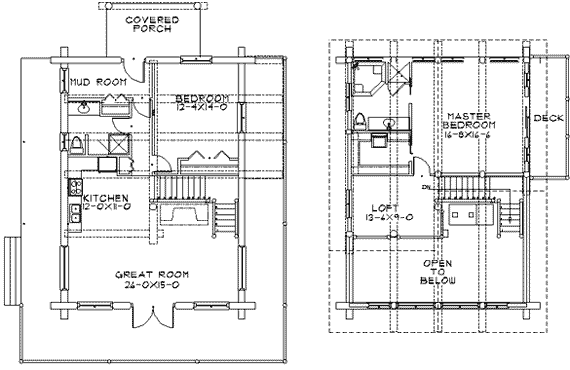 COVERED
PORCH
MUD ROOM
BEDROOM
12-4X14-0
KITCHEN
12-0X11-0
GREAT ROOM
26-0X15-0
MASTER
BEDROOM
16-8X16-6
DECK
DN
LOFT
13-4X9-0
OPEN
TO
BELOW